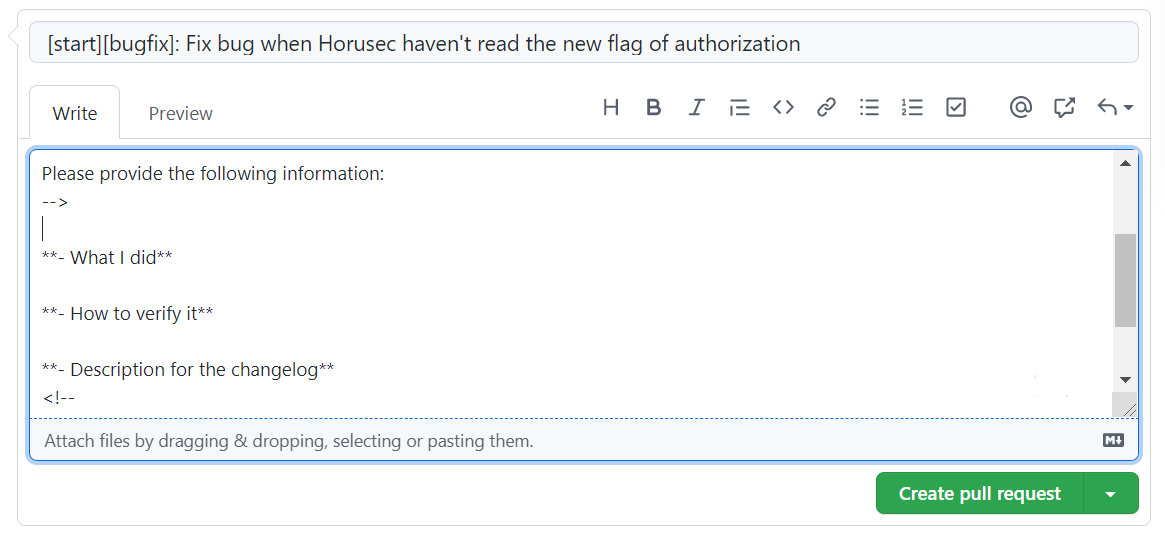 [start][bugfix]: Fix bug when Horusec haven't read the new flag of authorization
Write Preview
Please provide the following information:
-->
**- What I did**
**- How to verify it**
**- Description for the changelog**
<!--
Attach files by dragging & dropping, selecting or pasting them.
Create pull request